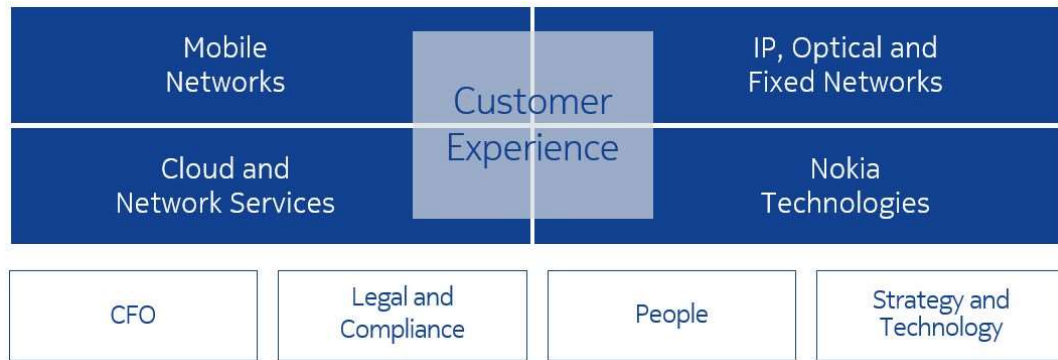 Mobile
Networks
IP, Optical and
Fixed Networks
Customer
Experience
Cloud and
Network Services
Nokia
Technologies
CFO
Legal and
Compliance
People
Strategy and
Technology